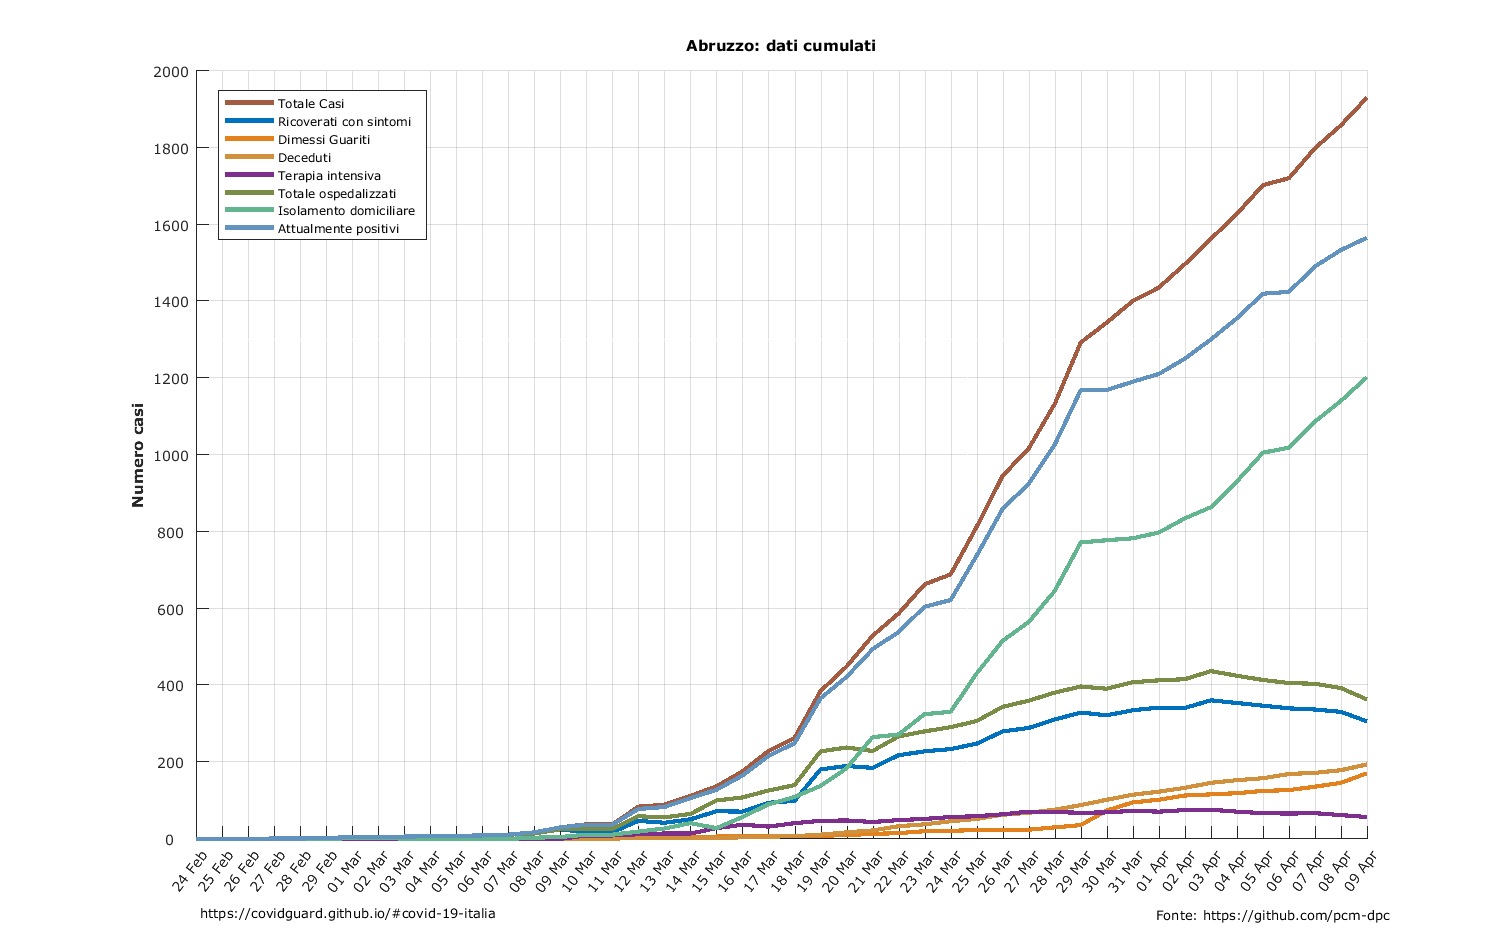 Abruzzo: dati cumulati
2000
1800
1600
1400
1200
1000
800
600
400
200
0
Numero casi
Totale Casi
Ricoverati con sintomi
Dimessi Guariti
Deceduti
Terapia intensiva
Totale ospedalizzati
Isolamento domiciliare
Attualmente positivi
24 Feb
25 Feb
26 Feb
27 Feb
28 Feb
29 Feb
01 Mar
02 Mar
03 Mar
04 Mar
05 Mar
06 Mar
07 Mar
08 Mar
09 Mar
10 Mar
11 Mar
12 Mar
13 Mar
14 Mar
15 Mar
16 Mar
17 Mar
18 Mar
19 Mar
20 Mar
21 Mar
22 Mar
23 Mar
24 Mar
25 Mar
26 Mar
27 Mar
28 Mar
29 Mar
30 Mar
31 Mar
01 Apr
02 Apr
03 Apr
04 Apr
05 Apr
06 Apr
07 Apr
08 Apr
09 Apr
https://covidguard.github.io/#covid-19-italia
Fonte: https://github.com/pcm-dpc